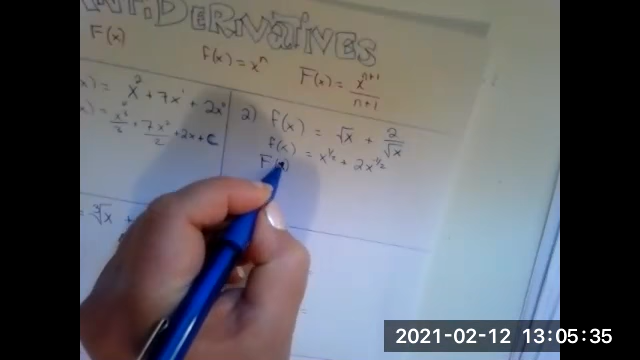 ANTIDERIVATIVES
F(x)
f(x) = xⁿ
F(x) = xⁿ⁺¹/n+1
(x) = x² + 7x¹ + 2x⁰
(x) = x³/3 + 7x²/2 + 2x + C
2) f(x) = √x + 2/√x
f(x) = x^1/2 + 2x^-1/2
F(x)
= ∛x +
=
2021-02-12 13:05:35